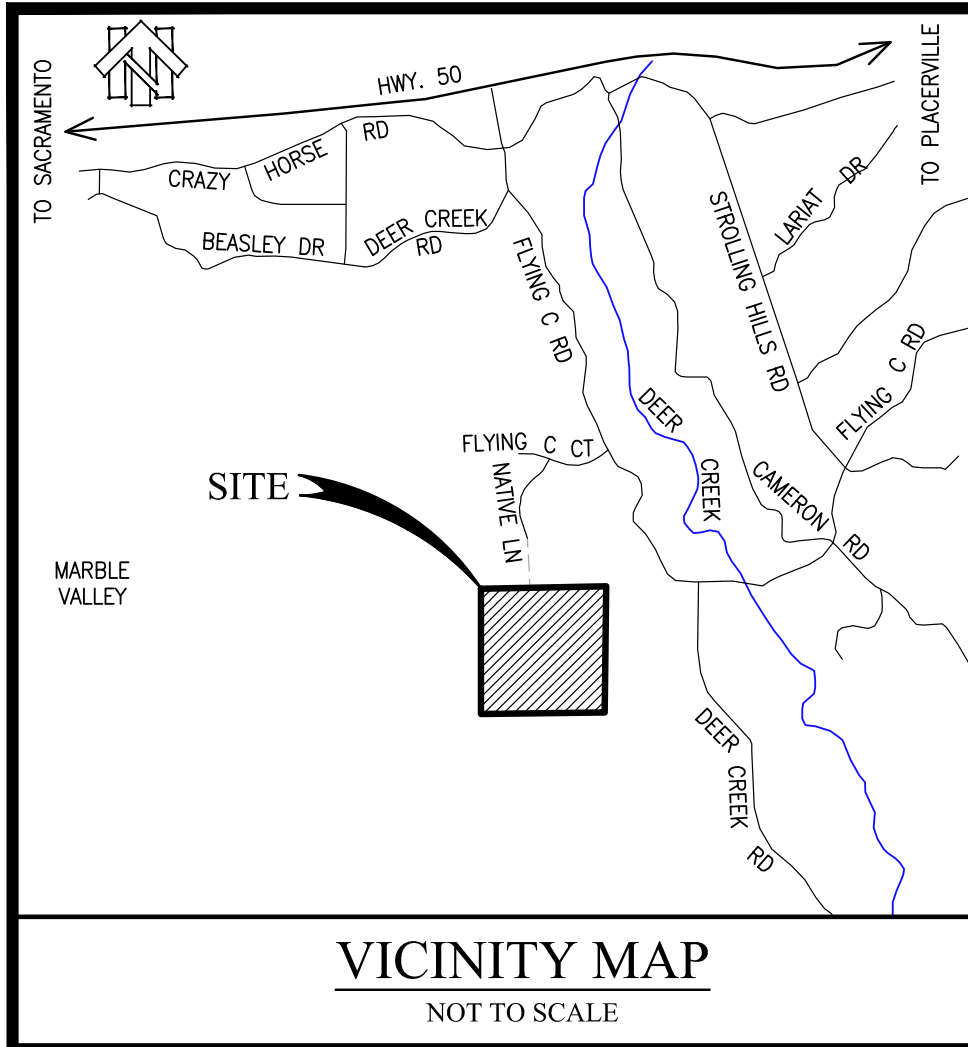 N
HWY. 50
TO SACRAMENTO
TO PLACERVILLE
CRAZY HORSE RD
BEASLEY DR
DEER CREEK RD
FLYING C RD
STROLLING HILLS RD
LARIAT DR
FLYING C RD
DEER CREEK
FLYING C CT
NATIVE LN
CAMERON RD
SITE
MARBLE
VALLEY
DEER CREEK RD
VICINITY MAP
NOT TO SCALE